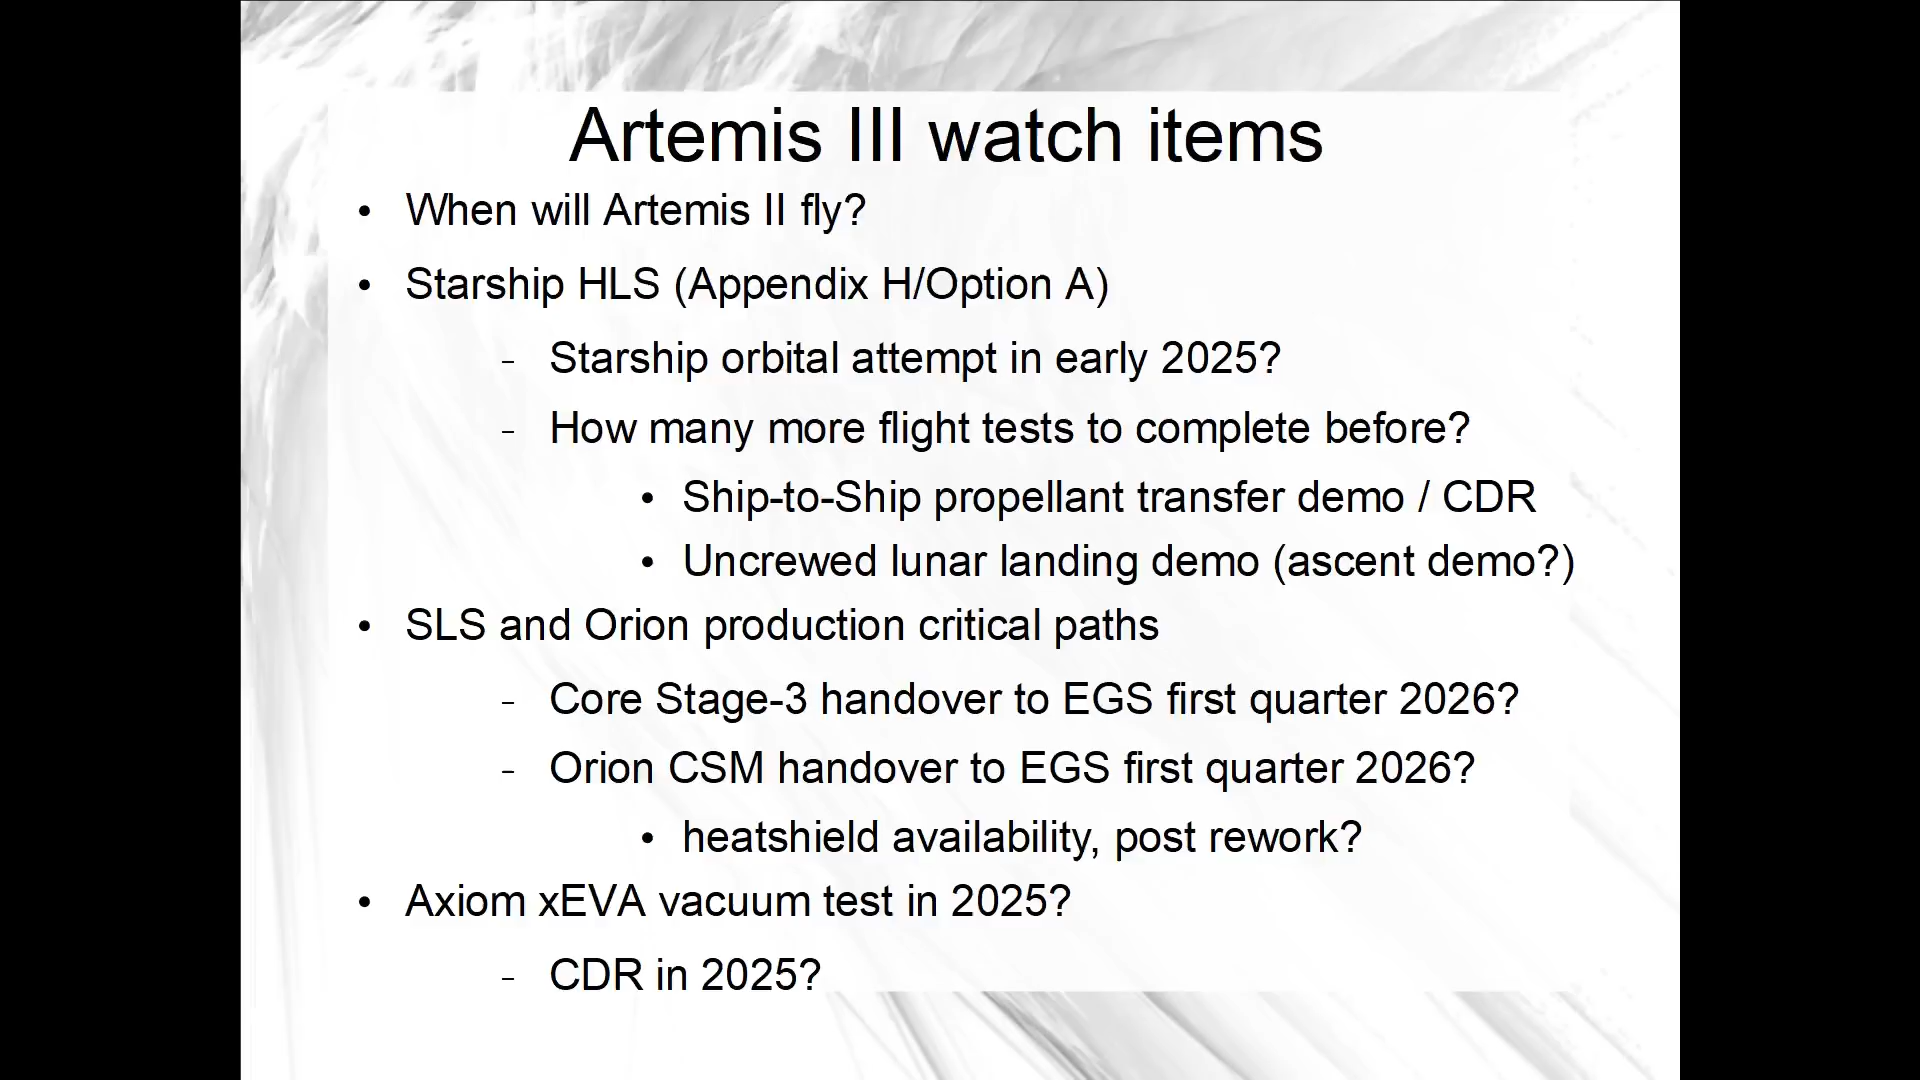 Artemis III watch items
• When will Artemis II fly?
• Starship HLS (Appendix H/Option A)
– Starship orbital attempt in early 2025?
– How many more flight tests to complete before?
• Ship-to-Ship propellant transfer demo / CDR
• Uncrewed lunar landing demo (ascent demo?)
• SLS and Orion production critical paths
– Core Stage-3 handover to EGS first quarter 2026?
– Orion CSM handover to EGS first quarter 2026?
• heatshield availability, post rework?
• Axiom xEVA vacuum test in 2025?
– CDR in 2025?